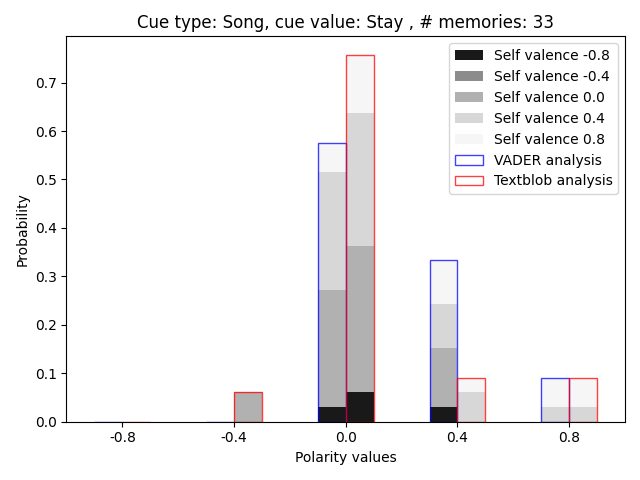 Cue type: Song, cue value: Stay , # memories: 33
Self valence -0.8
Self valence -0.4
Self valence 0.0
Self valence 0.4
Self valence 0.8
VADER analysis
Textblob analysis
Probability
0.7
0.6
0.5
0.4
0.3
0.2
0.1
0.0
-0.8 -0.4 0.0 0.4 0.8
Polarity values